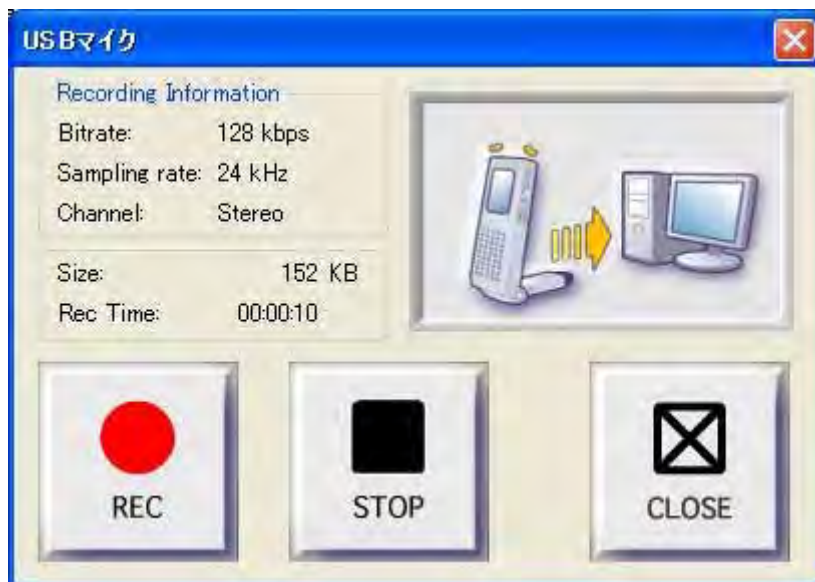 USBマイク
Recording Information
Bitrate: 128 kbps
Sampling rate: 24 kHz
Channel: Stereo
Size: 152 KB
Rec Time: 00:00:10
REC
STOP
CLOSE